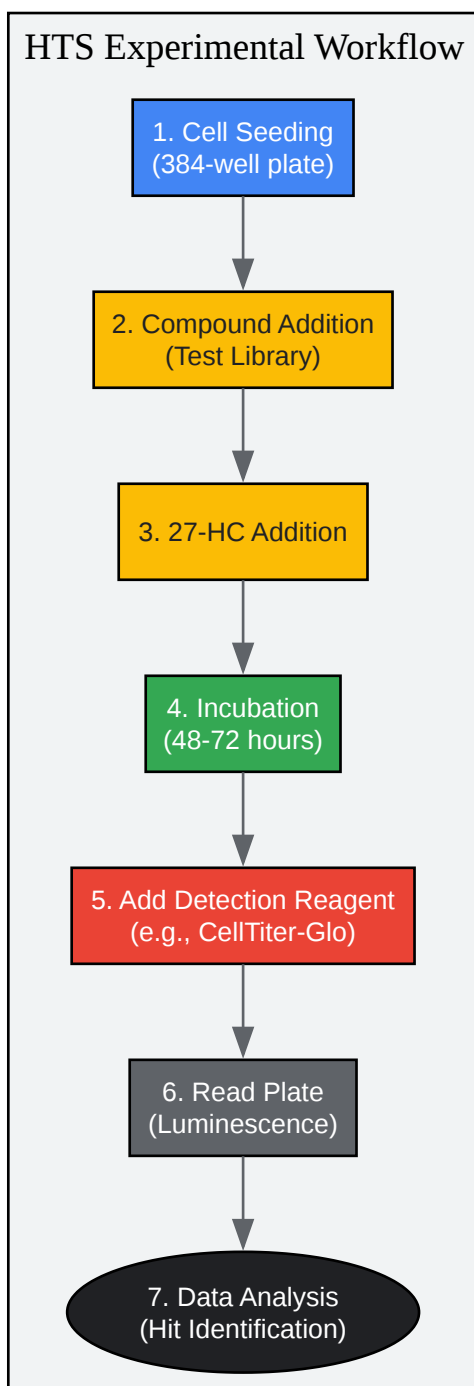 HTS Experimental Workflow
1. Cell Seeding
(384-well plate)
2. Compound Addition
(Test Library)
3. 27-HC Addition
4. Incubation
(48-72 hours)
5. Add Detection Reagent
(e.g., CellTiter-Glo)
6. Read Plate
(Luminescence)
7. Data Analysis
(Hit Identification)